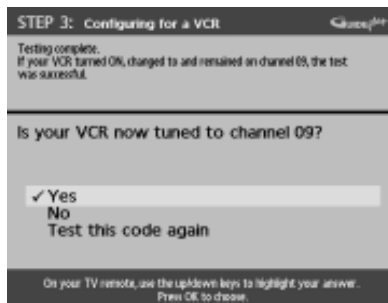 STEP 3: Configuring for a VCR
Testing complete.
If your VCR turned ON, changed to and remained on channel 09, the test
was successful.
Is your VCR now tuned to channel 09?
✓ Yes
No
Test this code again
On your TV remote, use the up/down keys to highlight your answer.
Press OK to choose.